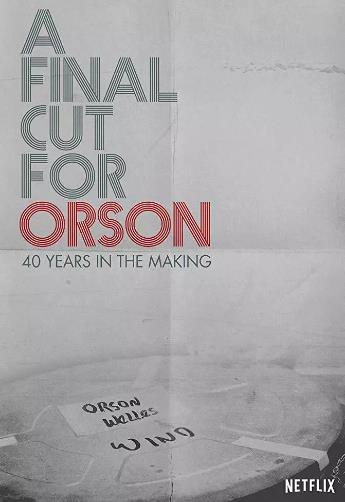 A
FINAL
CUT
FOR
ORSON
40 YEARS IN THE MAKING
ORSON
WELLES
WIND
NETFLIX